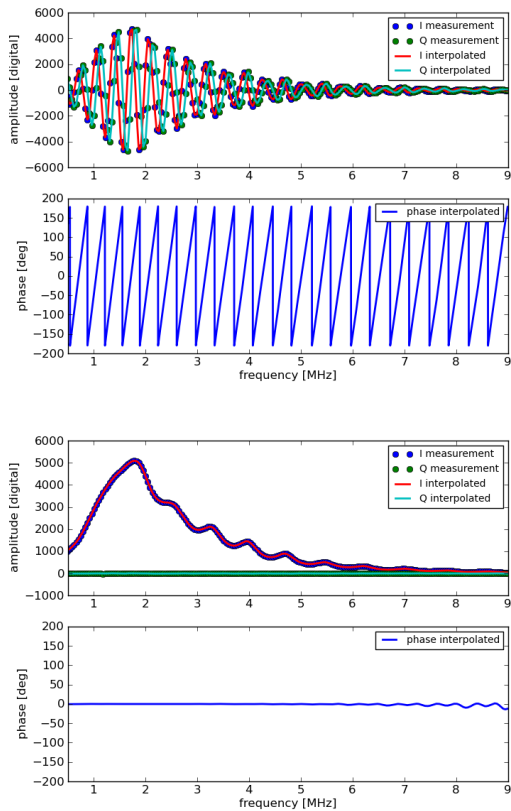 6000
4000
2000
0
−2000
−4000
−6000
amplitude [digital]
I measurement
Q measurement
I interpolated
Q interpolated
1 2 3 4 5 6 7 8 9
200
150
100
50
0
−50
−100
−150
−200
phase [deg]
phase interpolated
1 2 3 4 5 6 7 8 9
frequency [MHz]
6000
5000
4000
3000
2000
1000
0
−1000
amplitude [digital]
I measurement
Q measurement
I interpolated
Q interpolated
1 2 3 4 5 6 7 8 9
200
150
100
50
0
−50
−100
−150
−200
phase [deg]
phase interpolated
1 2 3 4 5 6 7 8 9
frequency [MHz]